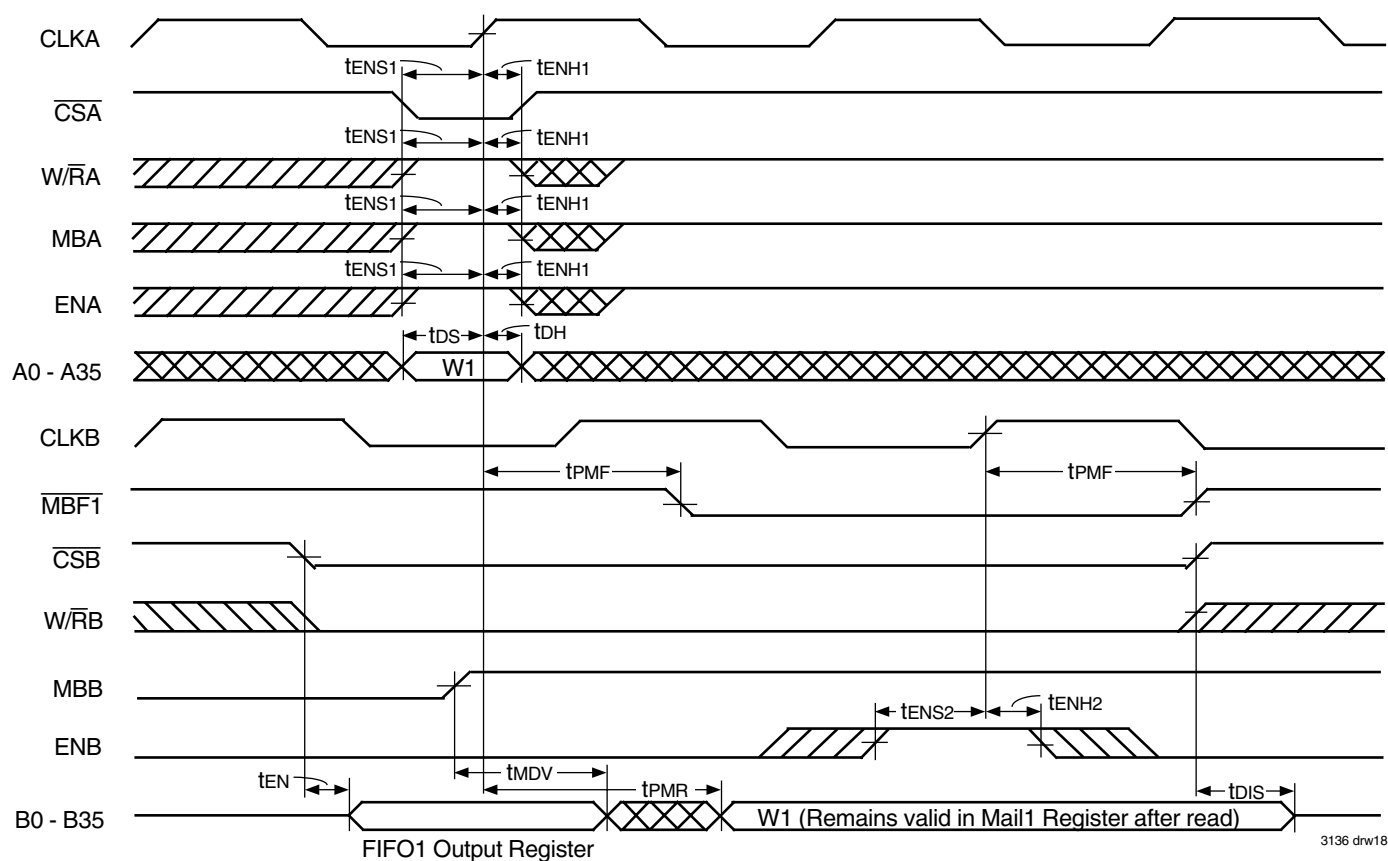 CLKA
tENS1 tENH1
CSA
tENS1 tENH1
W/RA
tENS1 tENH1
MBA
tENS1 tENH1
ENA
tDS tDH
A0 - A35 W1
CLKB
tPMF tPMF
MBF1
CSB
W/RB
MBB
tENS2 tENH2
ENB
tEN tMDV tPMR tDIS
B0 - B35 W1 (Remains valid in Mail1 Register after read)
FIFO1 Output Register
3136 drw18